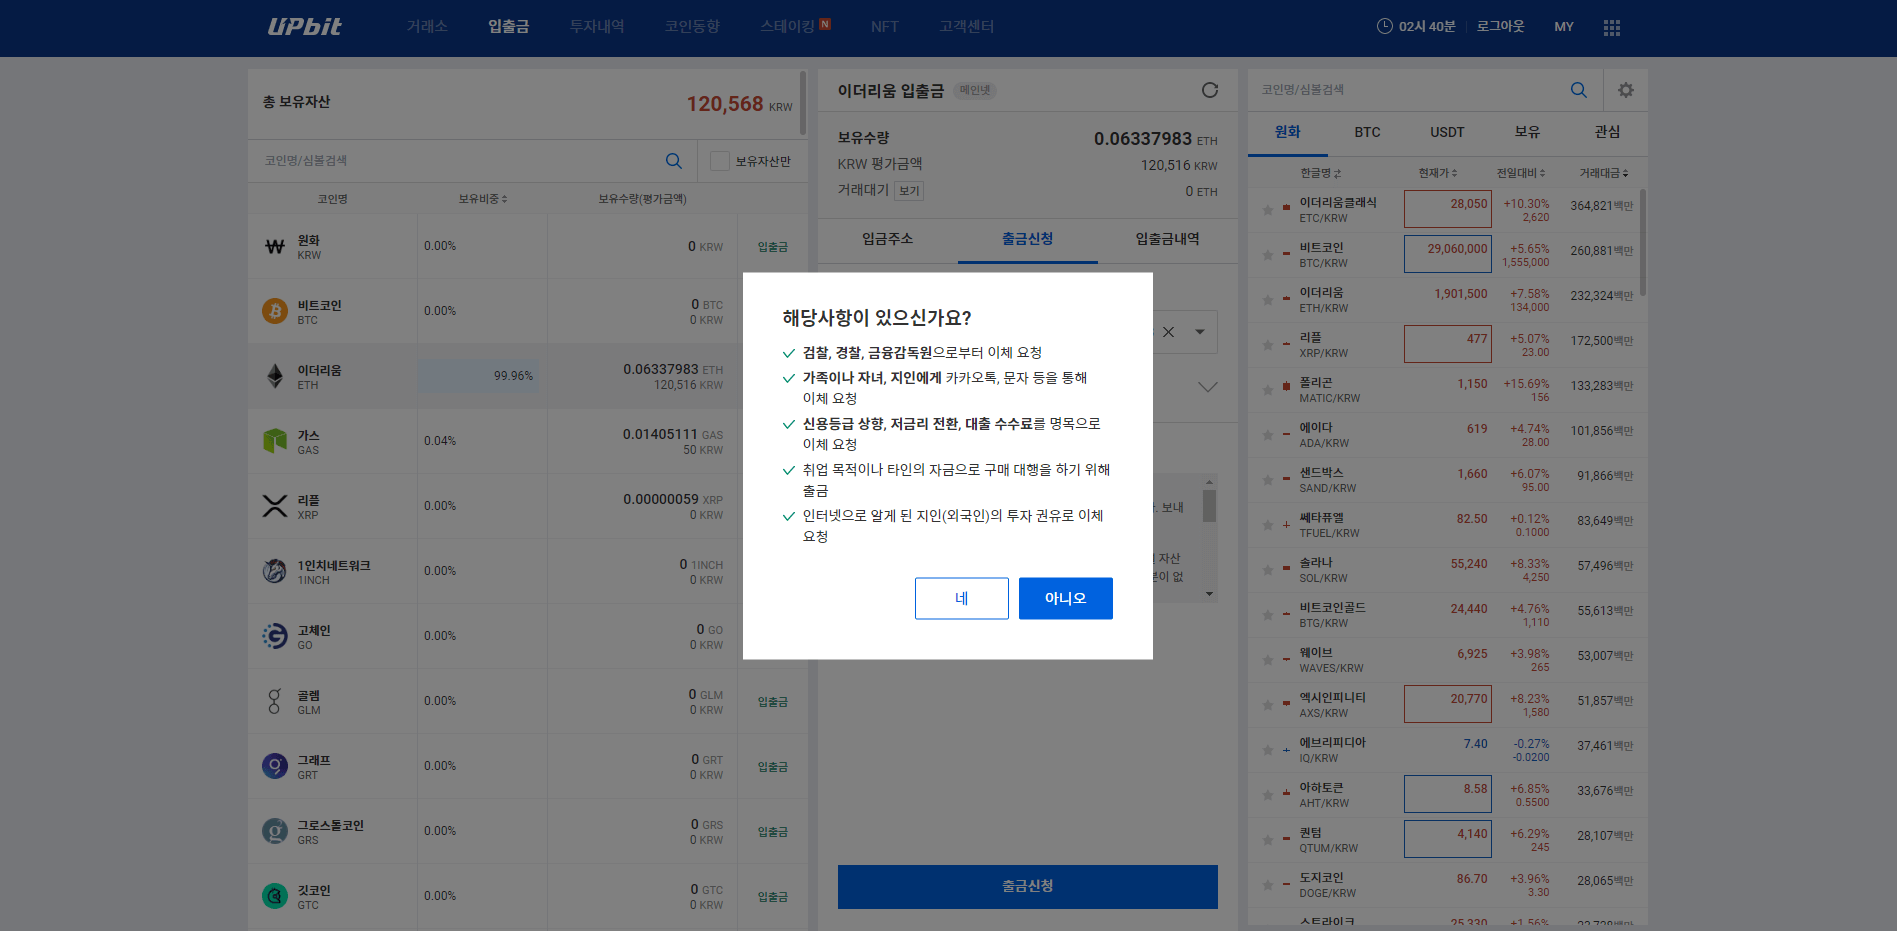 UPbit
거래소 입출금 투자내역 코인동향 스테이킹 N NFT 고객센터
02시 40분 로그아웃 MY
총 보유자산 120,568 KRW
코인명/심볼검색 보유자산만
코인명 보유비중 보유수량(평가금액)
원화 0.00% 0 KRW 입출금
KRW
비트코인 0.00% 0 BTC
BTC 0 KRW
이더리움 99.96% 0.06337983 ETH
ETH 120,516 KRW
가스 0.04% 0.01405111 GAS
GAS 50 KRW
리플 0.00% 0.00000059 XRP
XRP 0 KRW
1인치네트워크 0.00% 0 1INCH
1INCH 0 KRW
고체인 0.00% 0 GO
GO 0 KRW
골렘 0.00% 0 GLM 입출금
GLM 0 KRW
그래프 0.00% 0 GRT 입출금
GRT 0 KRW
그로스톨코인 0.00% 0 GRS 입출금
GRS 0 KRW
깃코인 0.00% 0 GTC 입출금
GTC 0 KRW
이더리움 입출금 메인넷
보유수량 0.06337983 ETH
KRW 평가금액 120,516 KRW
거래대기 보기 0 ETH
입금주소 출금신청 입출금내역
해당사항이 있으신가요?
검찰, 경찰, 금융감독원으로부터 이체 요청
가족이나 자녀, 지인에게 카카오톡, 문자 등을 통해
이체 요청
신용등급 상향, 저금리 전환, 대출 수수료를 명목으로
이체 요청
취업 목적이나 타인의 자금으로 구매 대행을 하기 위해
출금
인터넷으로 알게 된 지인(외국인)의 투자 권유로 이체
요청
네 아니오
보내
자산
없
출금신청
코인명/심볼검색
원화 BTC USDT 보유 관심
한글명 현재가 전일대비 거래대금
이더리움클래식 28,050 +10.30% 364,821백만
ETC/KRW 2,620
비트코인 29,060,000 +5.65% 260,881백만
BTC/KRW 1,555,000
이더리움 1,901,500 +7.58% 232,324백만
ETH/KRW 134,000
리플 477 +5.07% 172,500백만
XRP/KRW 23.00
폴리곤 1,150 +15.69% 133,283백만
MATIC/KRW 156
에이다 619 +4.74% 101,856백만
ADA/KRW 28.00
샌드박스 1,660 +6.07% 91,866백만
SAND/KRW 95.00
쎄타퓨엘 82.50 +0.12% 83,649백만
TFUEL/KRW 0.1000
솔라나 55,240 +8.33% 57,496백만
SOL/KRW 4,250
비트코인골드 24,440 +4.76% 55,613백만
BTG/KRW 1,110
웨이브 6,925 +3.98% 53,007백만
WAVES/KRW 265
엑시인피니티 20,770 +8.23% 51,857백만
AXS/KRW 1,580
에브리피디아 7.40 -0.27% 37,461백만
IQ/KRW -0.0200
아하토큰 8.58 +6.85% 33,676백만
AHT/KRW 0.5500
퀀텀 4,140 +6.29% 28,107백만
QTUM/KRW 245
도지코인 86.70 +3.96% 28,065백만
DOGE/KRW 3.30
스트라이크 25,330 +1.56%